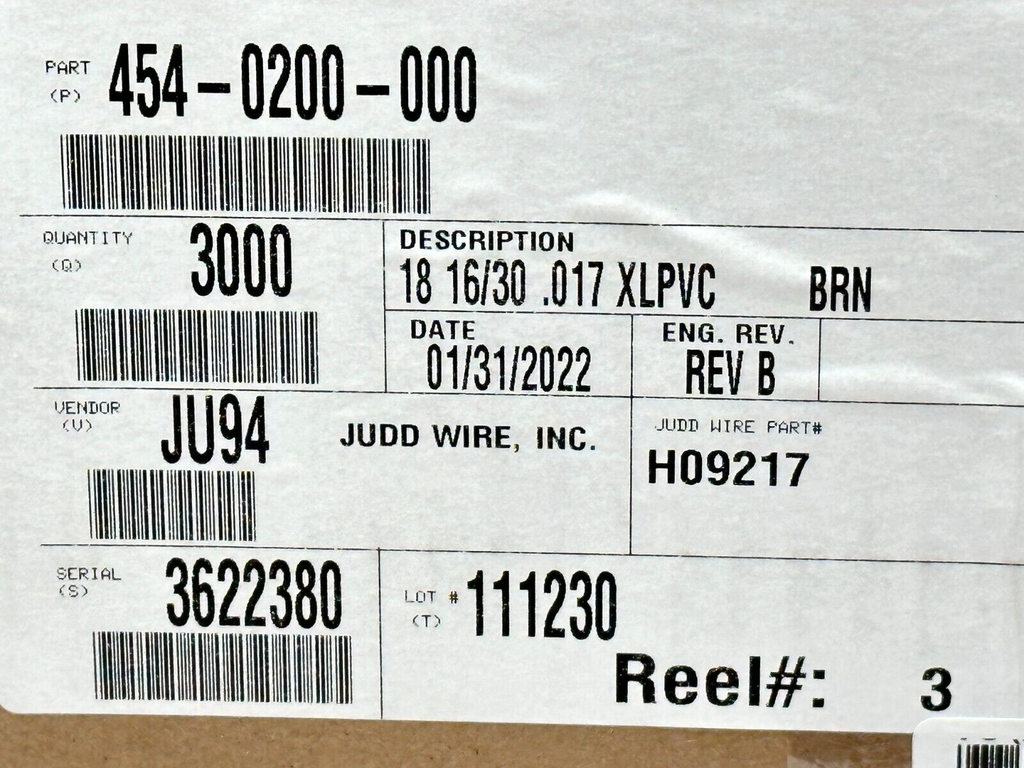 PART 454-0200-000
(P)
QUANTITY 3000
(Q)
DESCRIPTION
18 16/30 .017 XLPVC BRN
DATE
01/31/2022
ENG. REV.
REV B
VENDOR JU94 JUDD WIRE, INC.
(V)
JUDD WIRE PART#
H09217
SERIAL 3622380
(S)
LOT # 111230
(T)
Reel#: 3